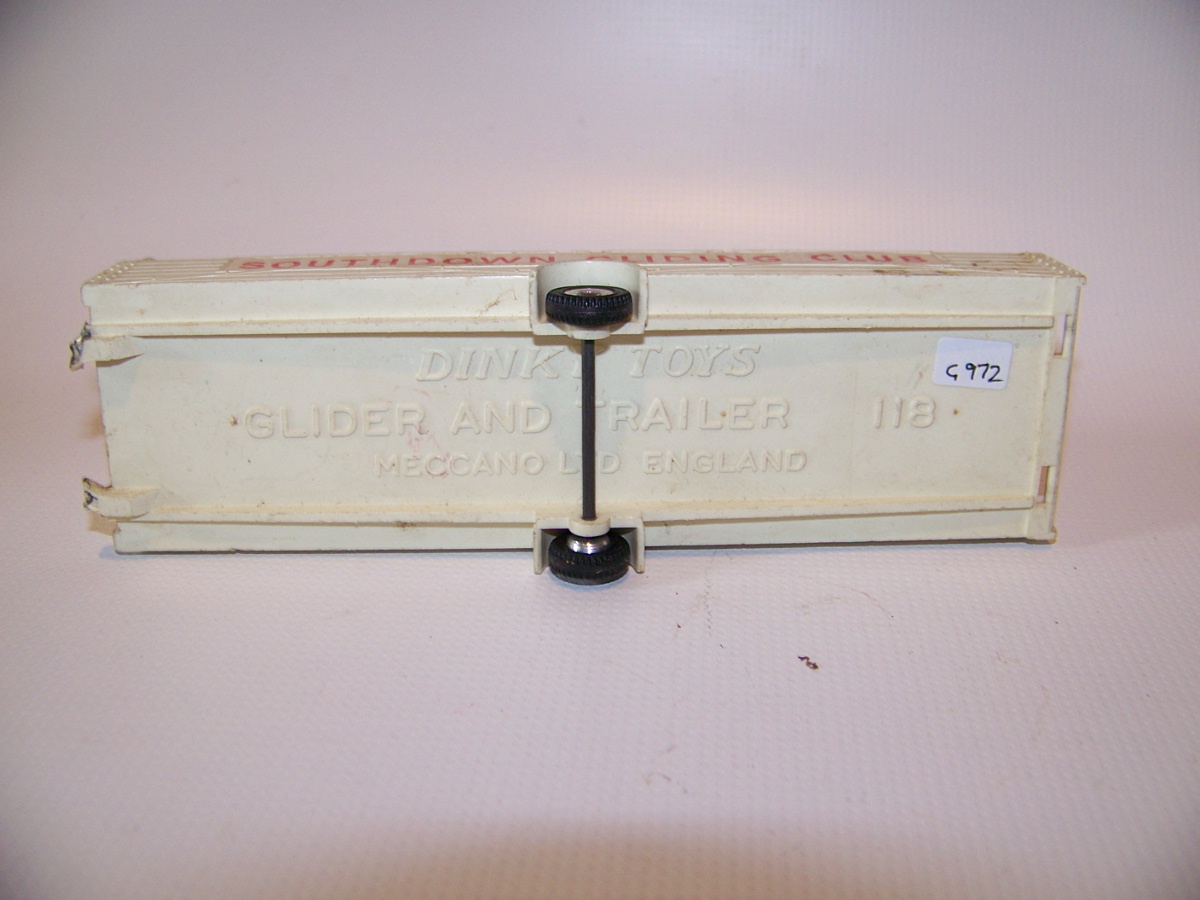 SOUTHDOWN GLIDING CLUB
DINKY TOYS
GLIDER AND TRAILER 118
MECCANO LTD ENGLAND
G972